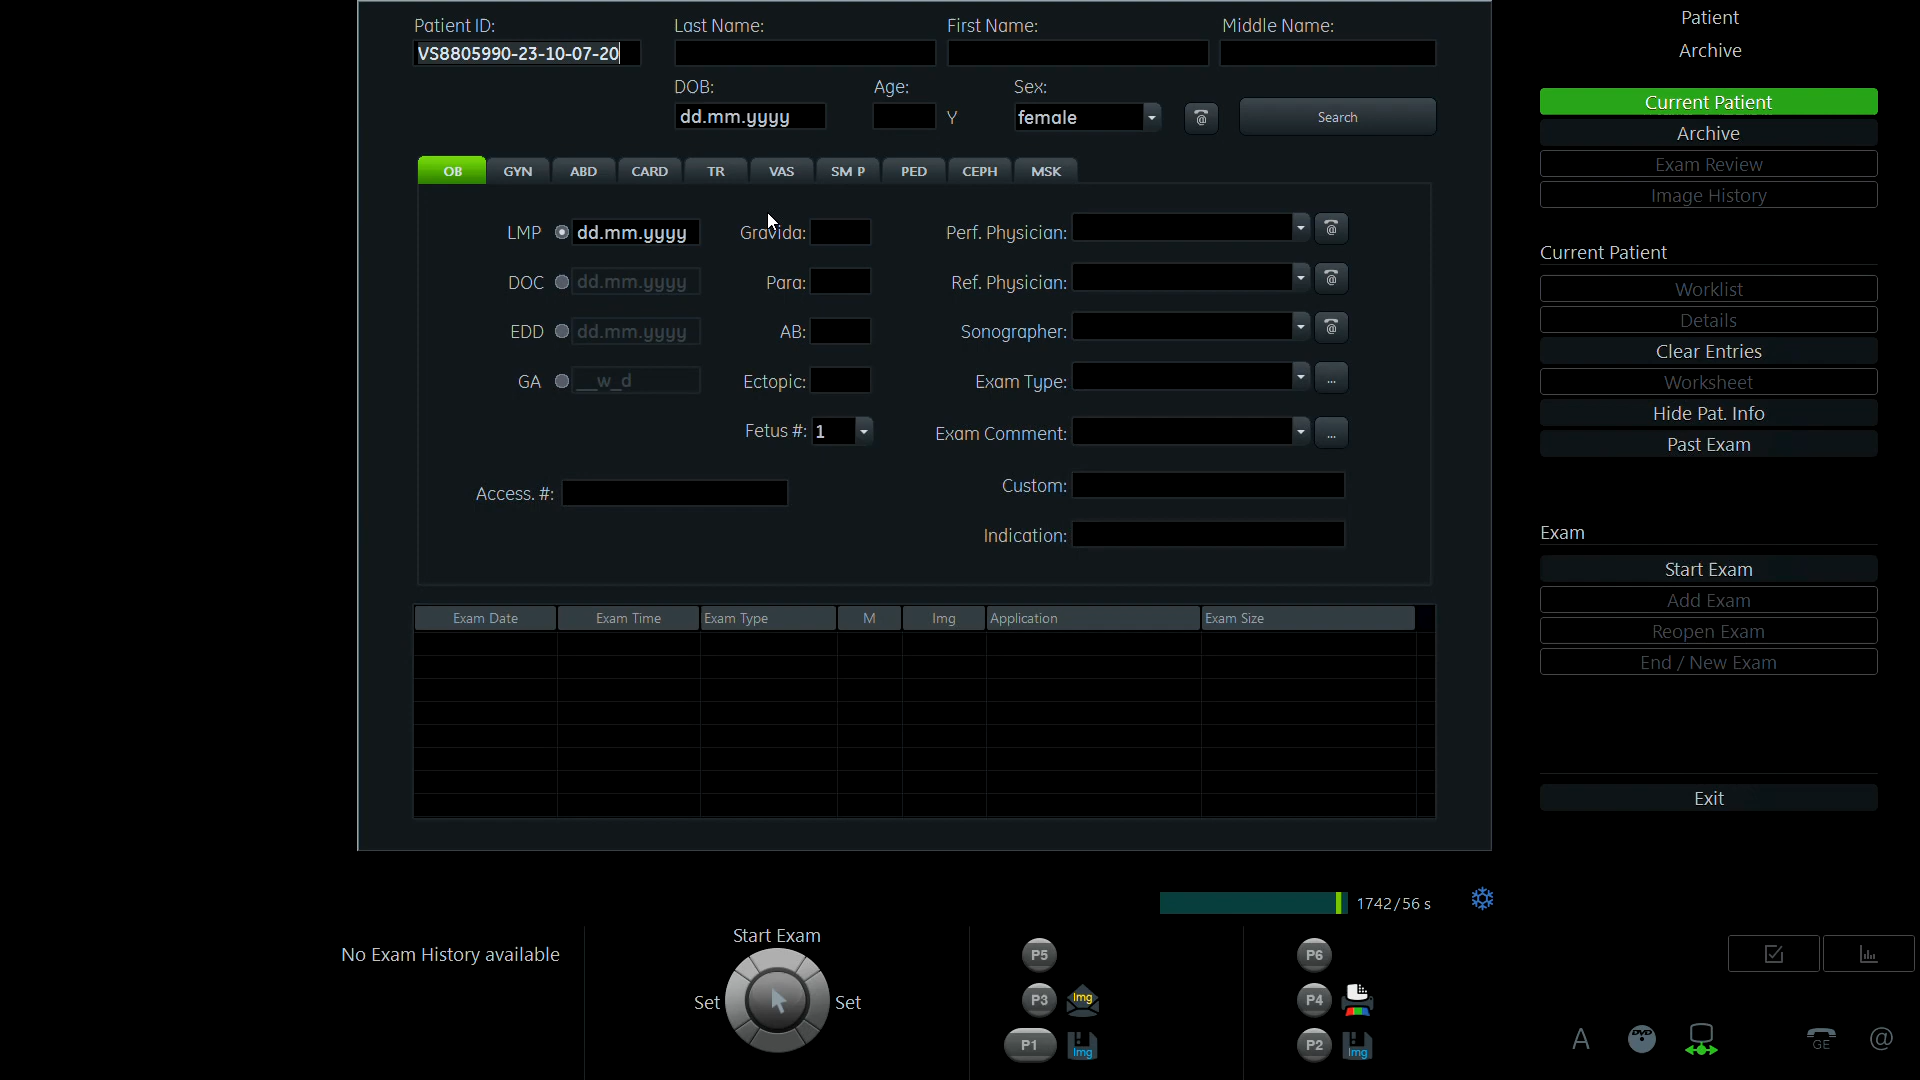 Patient ID:
Last Name:
First Name:
Middle Name:
VS8805990-23-10-07-20
DOB:
Age:
Sex:
dd.mm.yyyy
Y
female
@
Search
OB
GYN
ABD
CARD
TR
VAS
SM P
PED
CEPH
MSK
LMP
dd.mm.yyyy
Gravida:
Perf. Physician:
@
DOC
dd.mm.yyyy
Para:
Ref. Physician:
@
EDD
dd.mm.yyyy
AB:
Sonographer:
@
GA
__w_d
Ectopic:
Exam Type:
...
Fetus #:
1
Exam Comment:
...
Access. #:
Custom:
Indication:
Exam Date
Exam Time
Exam Type
M
Img
Application
Exam Size
Patient
Archive
Current Patient
Archive
Exam Review
Image History
Current Patient
Worklist
Details
Clear Entries
Worksheet
Hide Pat. Info
Past Exam
Exam
Start Exam
Add Exam
Reopen Exam
End / New Exam
Exit
1742/56 s
No Exam History available
Start Exam
Set
Set
P5
P3
Img
P1
Img
P6
P4
P2
Img
A
DVD
GE
@